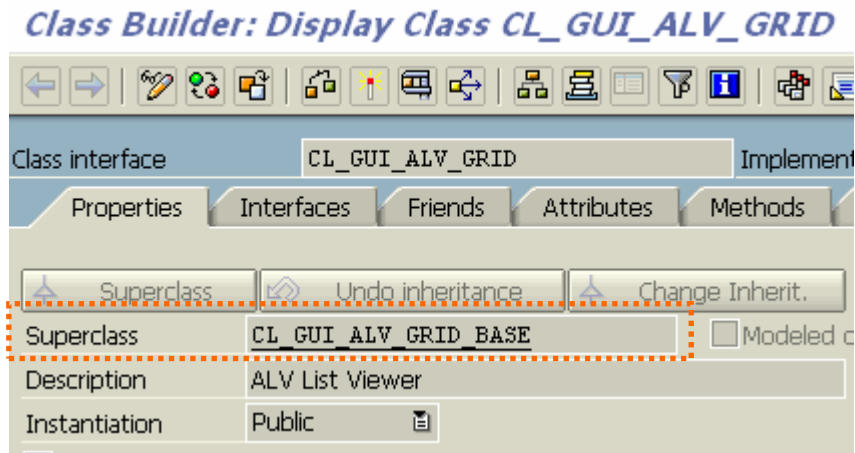 Class Builder: Display Class CL_GUI_ALV_GRID
Class interface CL_GUI_ALV_GRID Implement
Properties Interfaces Friends Attributes Methods
Superclass Undo inheritance Change Inherit.
Superclass CL_GUI_ALV_GRID_BASE Modeled
Description ALV List Viewer
Instantiation Public